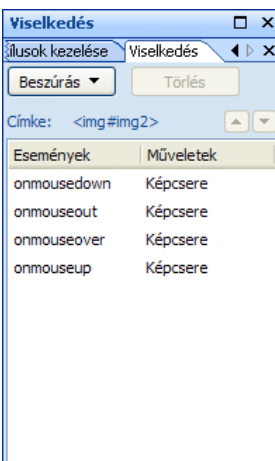 Viselkedés
ílusok kezelése Viselkedés
Beszúrás Törlés
Címke: <img#img2>
Események Műveletek
onmousedown Képcsere
onmouseout Képcsere
onmouseover Képcsere
onmouseup Képcsere